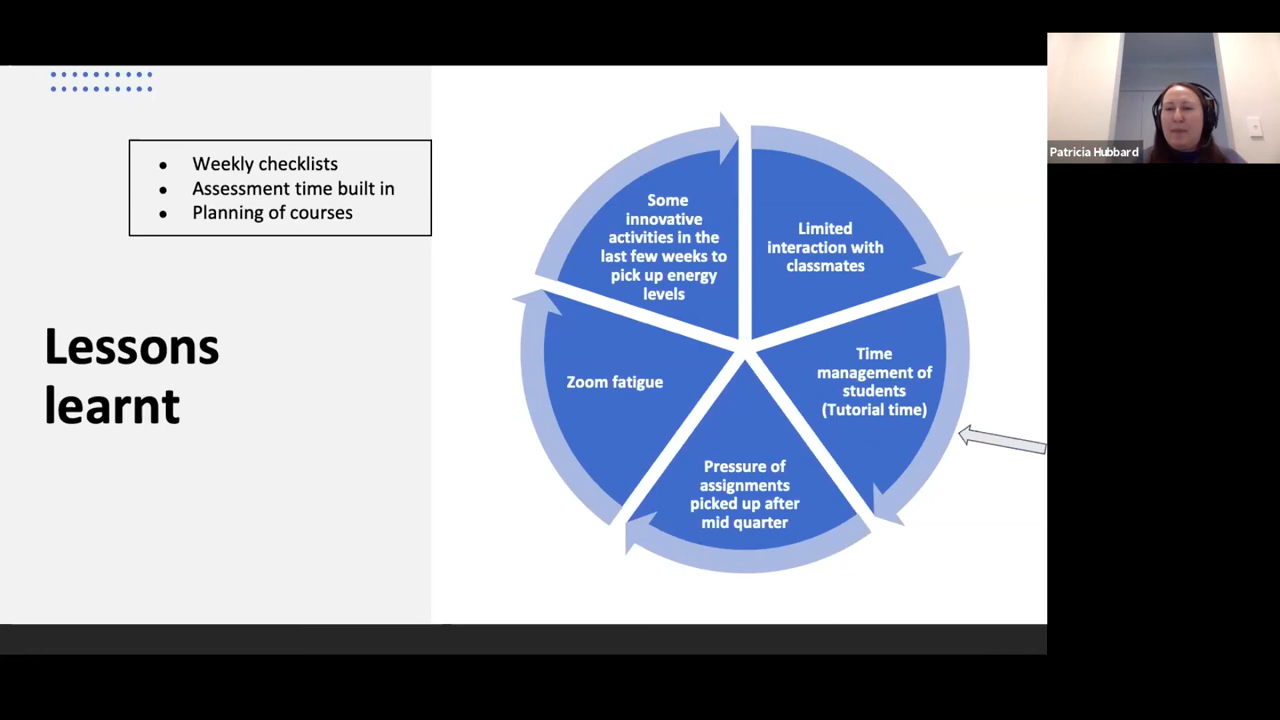 Weekly checklists
Assessment time built in
Planning of courses
Lessons
learnt
Some
innovative
activities in the
last few weeks to
pick up energy
levels
Limited
interaction with
classmates
Time
management of
students
(Tutorial time)
Pressure of
assignments
picked up after
mid quarter
Zoom fatigue
Patricia Hubbard